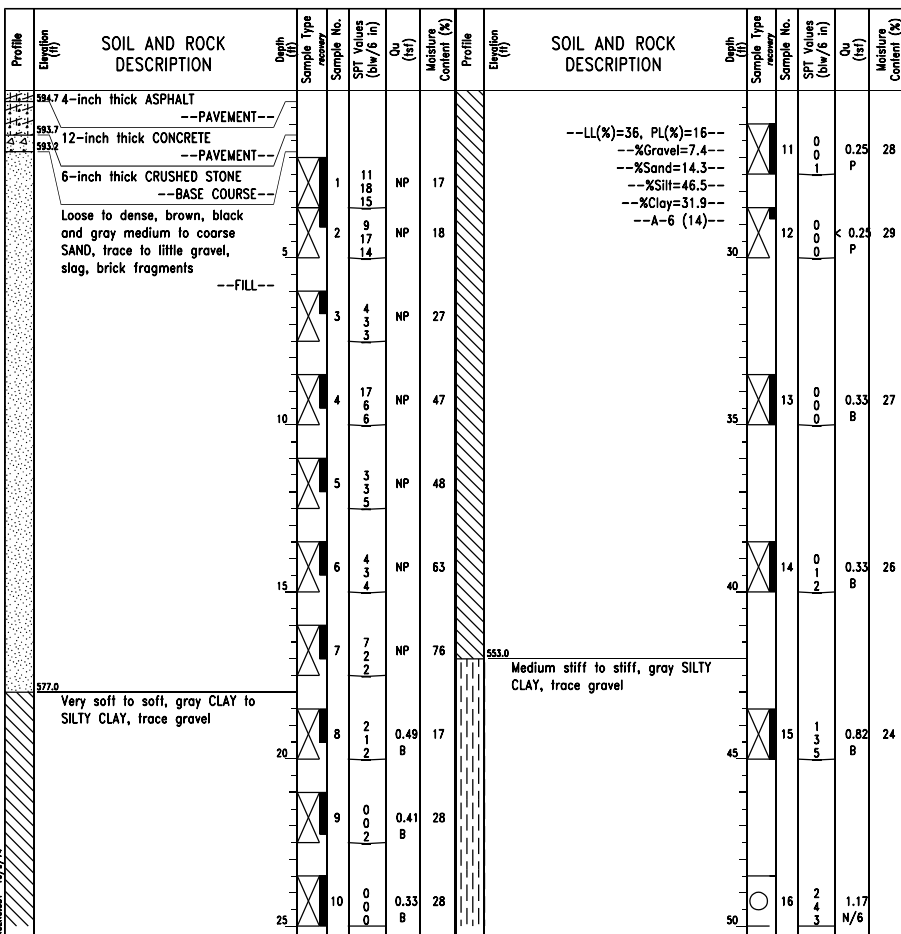 Profile
Elevation (ft)
SOIL AND ROCK DESCRIPTION
Depth (ft)
Sample Type
recovery
Sample No.
SPT Values (blw/6 in)
Qu (tsf)
Moisture Content (%)
Profile
Elevation (ft)
SOIL AND ROCK DESCRIPTION
Depth (ft)
Sample Type
recovery
Sample No.
SPT Values (blw/6 in)
Qu (tsf)
Moisture Content (%)
594.7 4-inch thick ASPHALT
--PAVEMENT--
593.7 12-inch thick CONCRETE
--PAVEMENT--
593.2
6-inch thick CRUSHED STONE
--BASE COURSE--
Loose to dense, brown, black
and gray medium to coarse
SAND, trace to little gravel,
slag, brick fragments
--FILL--
1 11 18 15 NP 17
2 9 17 14 NP 18
5
3 4 3 3 NP 27
4 17 6 6 NP 47
10
5 3 3 5 NP 48
6 4 3 4 NP 63
15
7 7 2 2 NP 76
577.0
Very soft to soft, gray CLAY to
SILTY CLAY, trace gravel
8 2 1 2 0.49 B 17
20
9 0 0 2 0.41 B 28
10 0 0 0 0.33 B 28
25
--LL(%)=36, PL(%)=16--
--%Gravel=7.4--
--%Sand=14.3--
--%Silt=46.5--
--%Clay=31.9--
--A-6 (14)--
11 0 0 1 0.25 P 28
12 0 0 0 < 0.25 P 29
30
13 0 0 0 0.33 B 27
35
14 0 1 2 0.33 B 26
40
553.0
Medium stiff to stiff, gray SILTY
CLAY, trace gravel
15 1 3 5 0.82 B 24
45
16 2 4 3 1.17 N/6
50